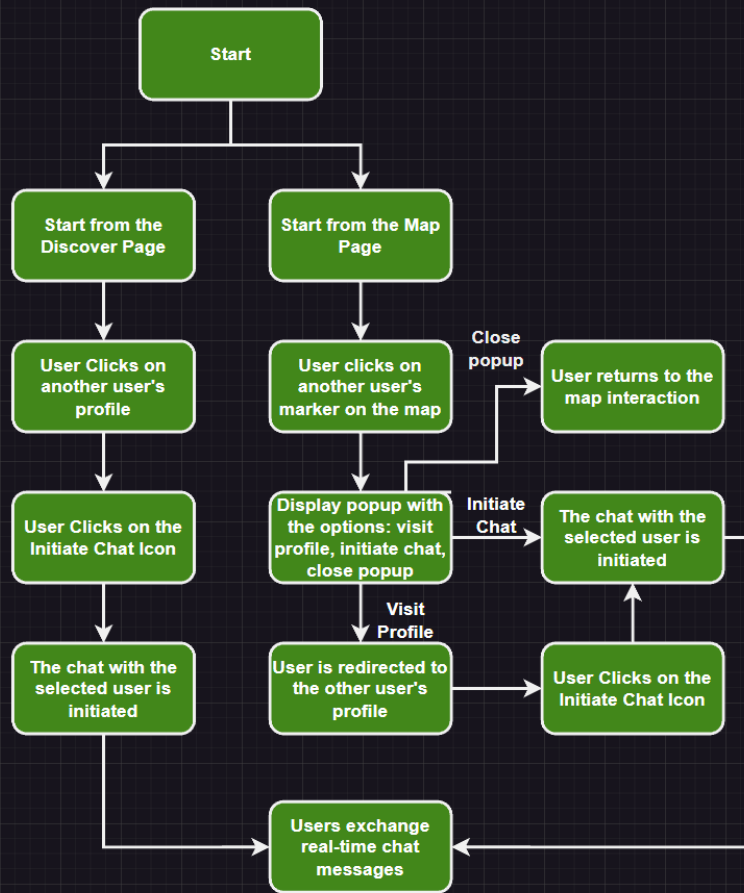 Start
Start from the
Discover Page
Start from the Map
Page
User Clicks on
another user's
profile
User clicks on
another user's
marker on the map
Close
popup
User returns to the
map interaction
User Clicks on the
Initiate Chat Icon
Display popup with
the options: visit
profile, initiate chat,
close popup
Initiate
Chat
The chat with the
selected user is
initiated
Visit
Profile
The chat with the
selected user is
initiated
User is redirected to
the other user's
profile
User Clicks on the
Initiate Chat Icon
Users exchange
real-time chat
messages